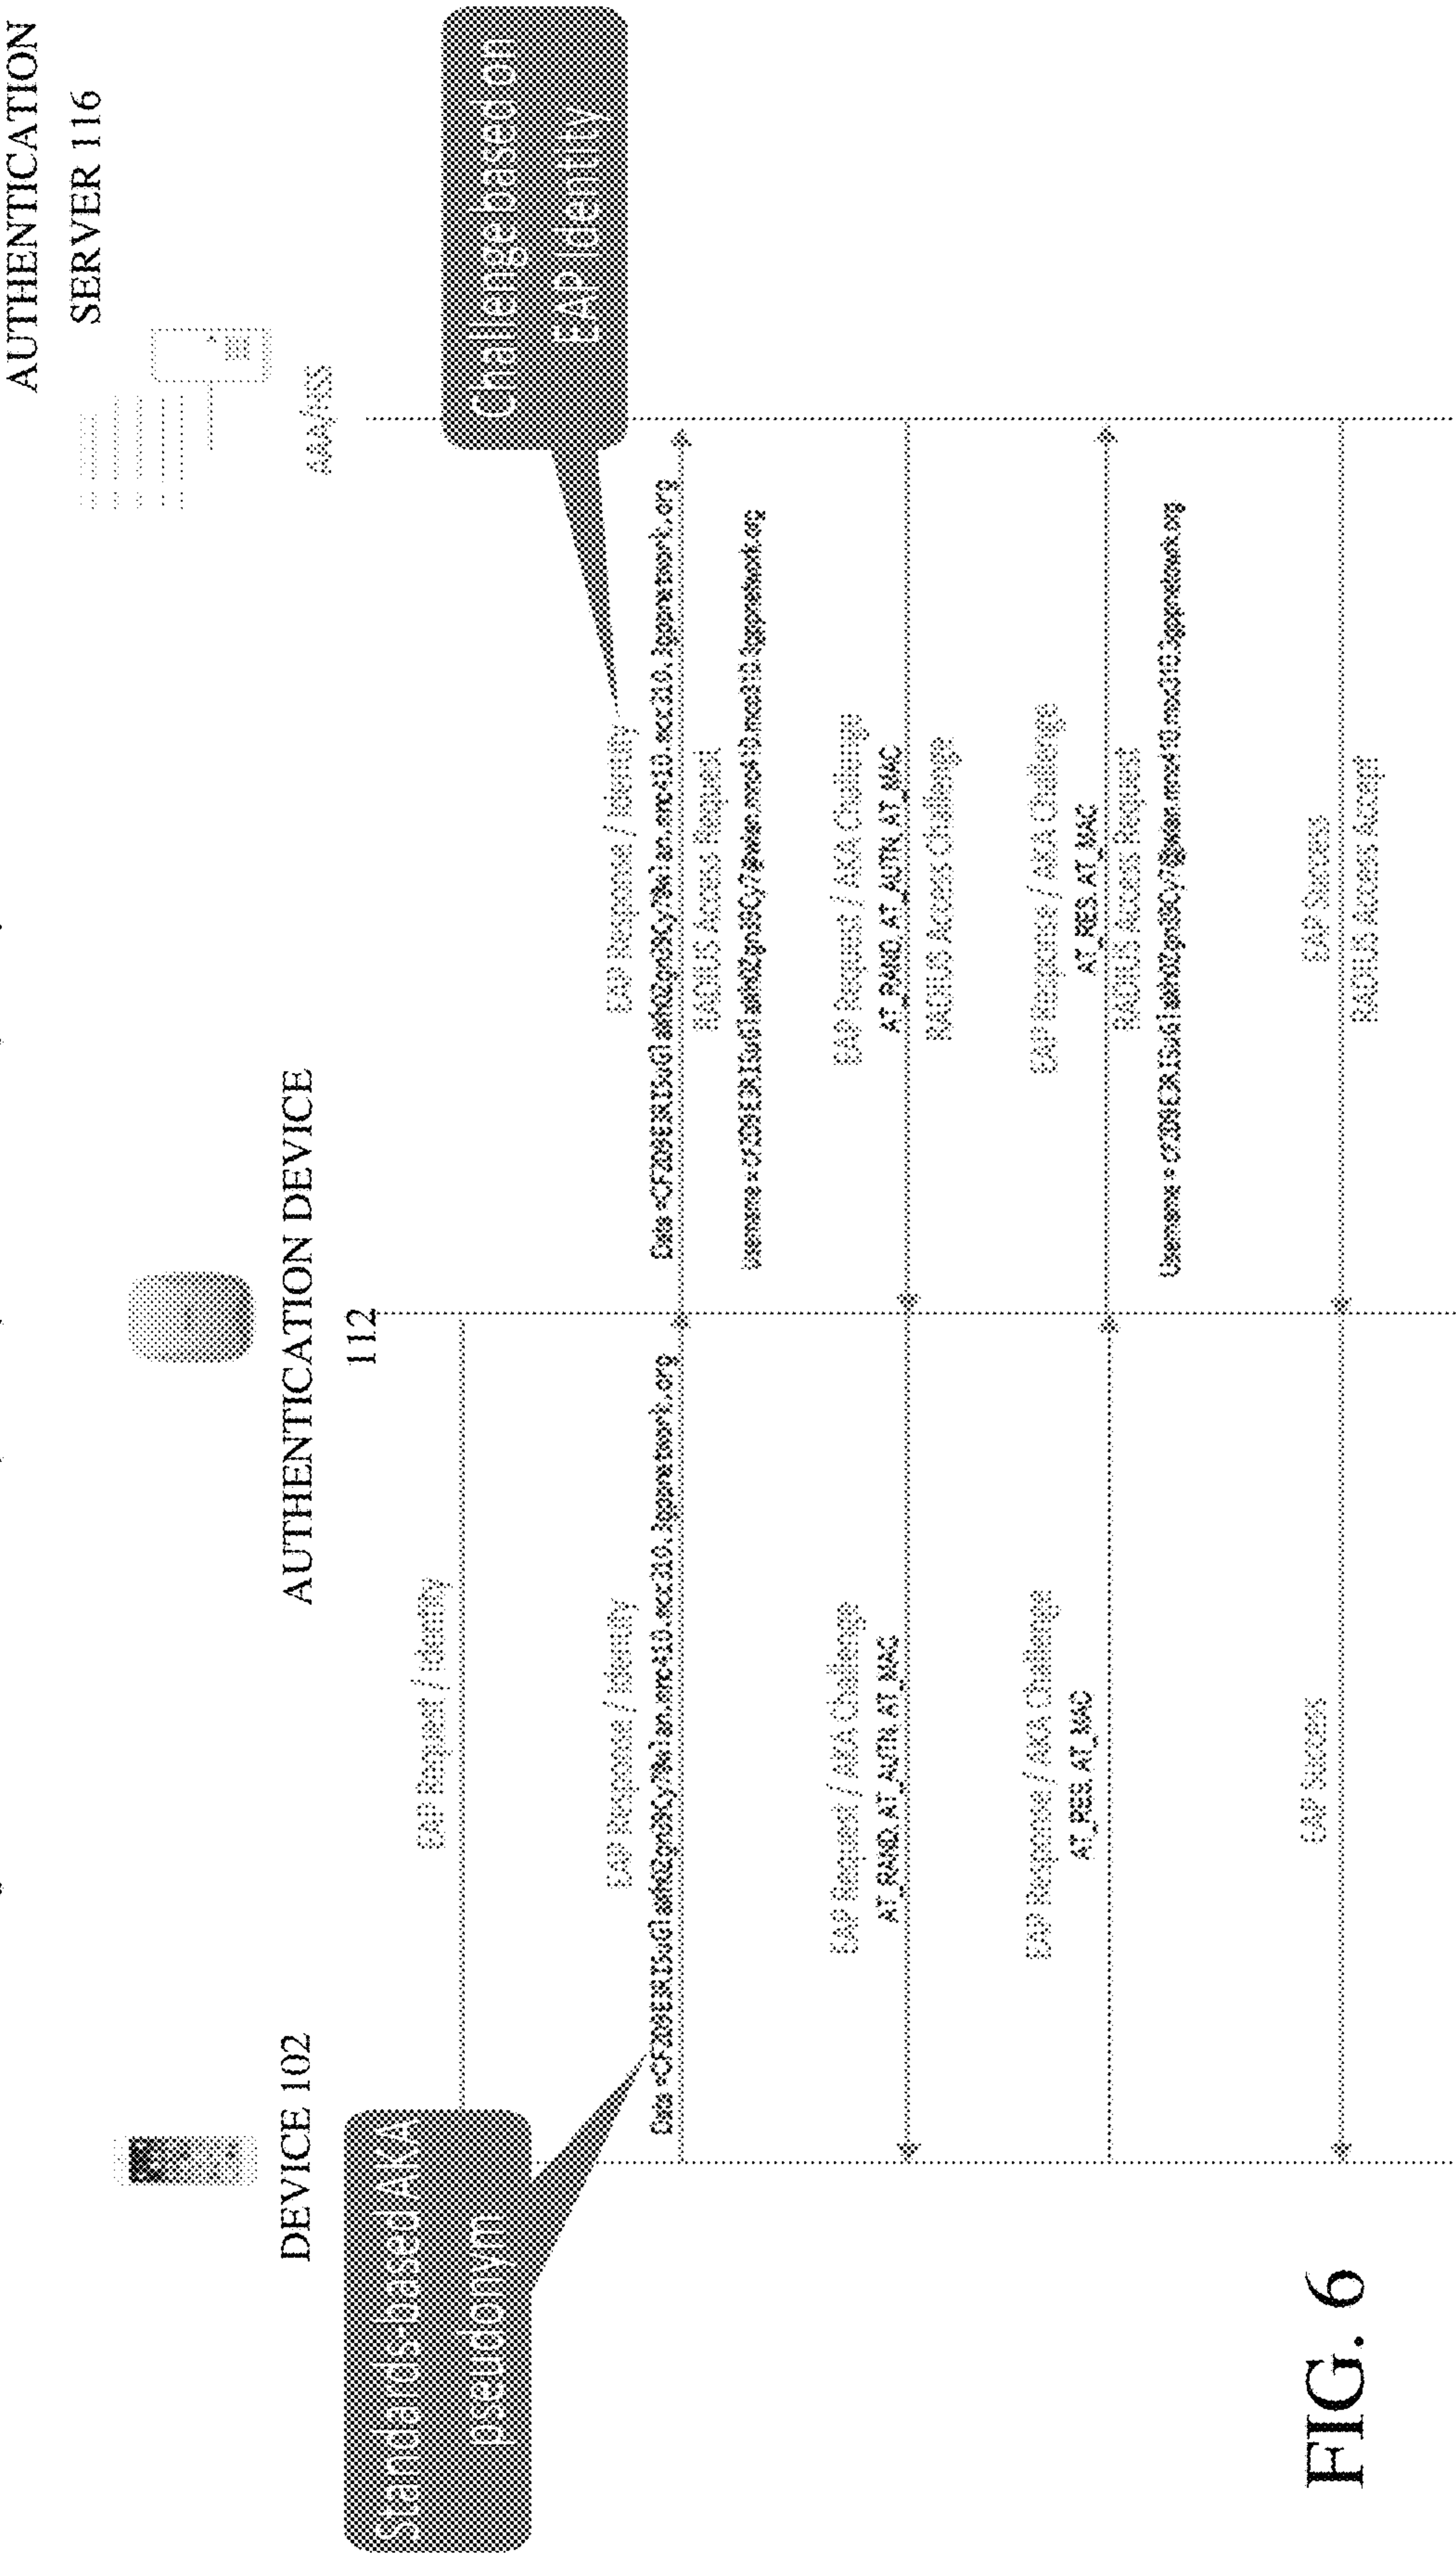 AUTHENTICATION
SERVER 116
AUTHENTICATION DEVICE
112
DEVICE 102
AAA/HSS
Standards-based AKA
pseudonym
Challenge based on
EAP Identity
EAP Request / Identity
EAP Response / Identity
EAP Response / Identity
RADIUS Access Request
EAP Request / AKA Challenge
AT_RAND, AT_AUTN, AT_MAC
EAP Request / AKA Challenge
AT_RAND, AT_AUTN, AT_MAC
RADIUS Access Challenge
EAP Response / AKA Challenge
AT_RES, AT_MAC
EAP Response / AKA Challenge
AT_RES, AT_MAC
RADIUS Access Request
EAP Success
EAP Success
RADIUS Access Accept
FIG. 6